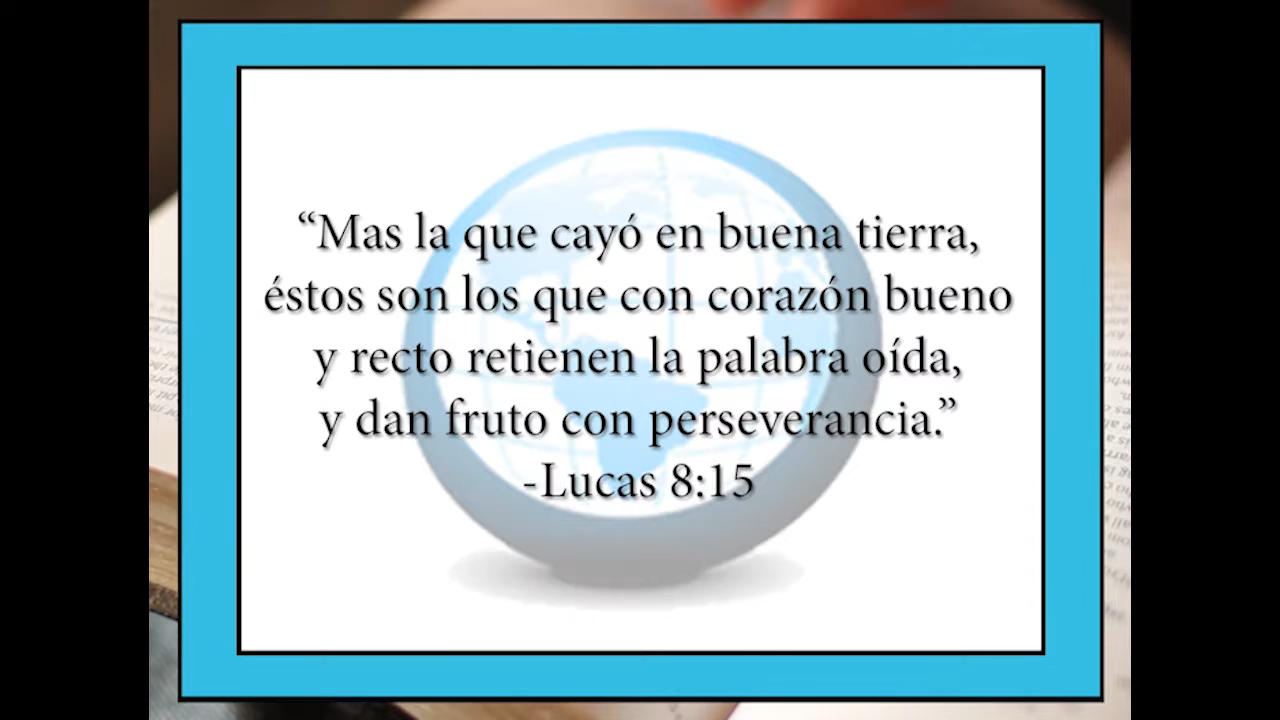 “Mas la que cayó en buena tierra,
éstos son los que con corazón bueno
y recto retienen la palabra oída,
y dan fruto con perseverancia.”
-Lucas 8:15